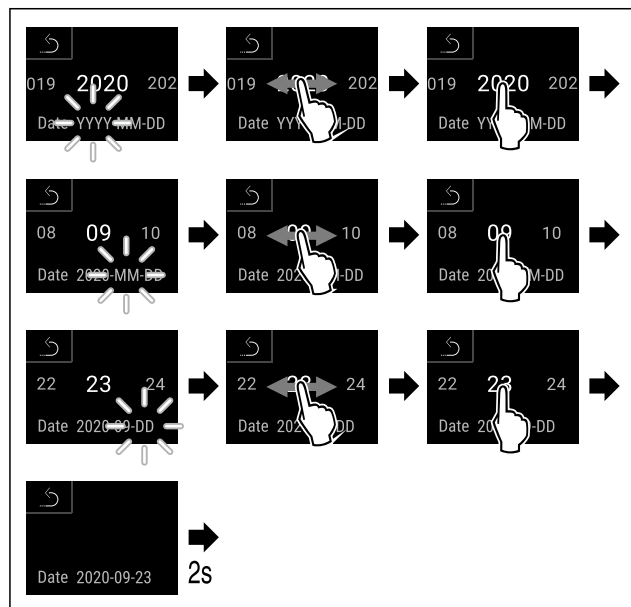 019 2020 202
Date YYYY-MM-DD
019 202
Date YY -DD
019 2020 202
Date YY M-DD
08 09 10
Date 2020-MM-DD
08 10
Date 202 -DD
08 09 10
Date 20 M-DD
22 23 24
Date 2020-09-DD
22 24
Date 202 DD
22 23 24
Date 20 -DD
Date 2020-09-23
2s